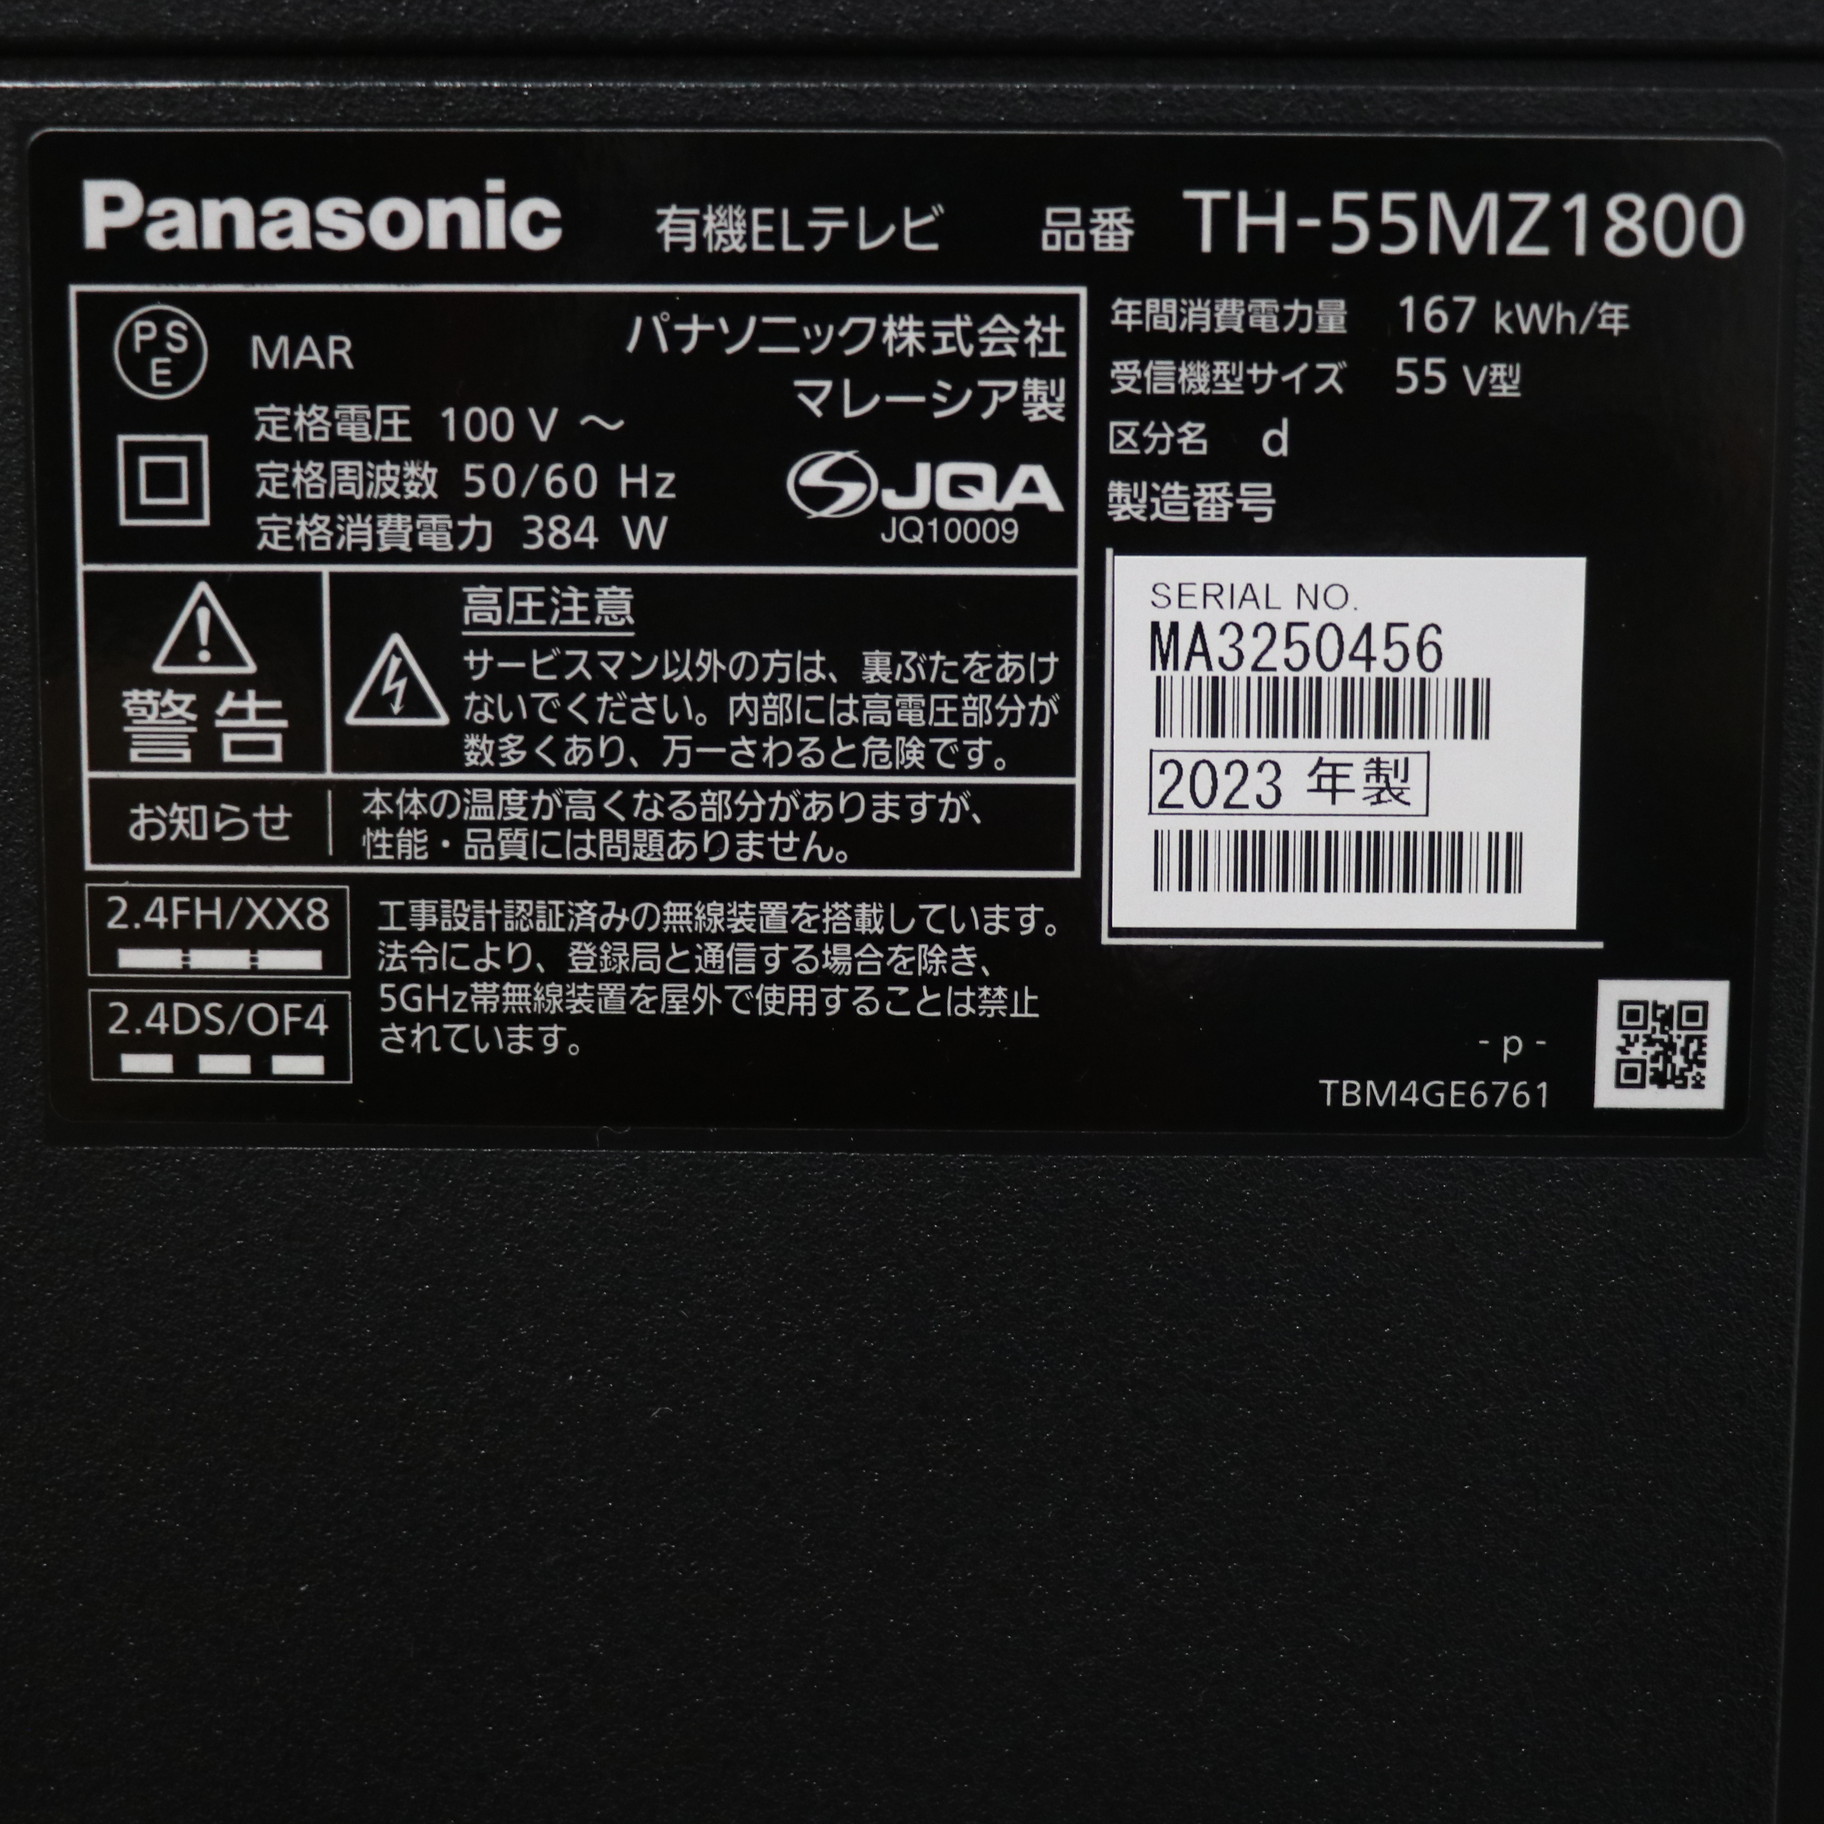 Panasonic 有機ELテレビ 品番 TH-55MZ1800
PS
E
MAR
パナソニック株式会社
マレーシア製
定格電圧 100 V ～
定格周波数 50/60 Hz
定格消費電力 384 W
JQA
JQ10009
年間消費電力量 167 kWh/年
受信機型サイズ 55 V型
区分名 d
製造番号
SERIAL NO.
MA3250456
2023 年製
警告
高圧注意
サービスマン以外の方は、裏ぶたをあけ
ないでください。内部には高電圧部分が
数多くあり、万一さわると危険です。
お知らせ
本体の温度が高くなる部分がありますが、
性能・品質には問題ありません。
2.4FH/XX8
2.4DS/OF4
工事設計認証済みの無線装置を搭載しています。
法令により、登録局と通信する場合を除き、
5GHz帯無線装置を屋外で使用することは禁止
されています。
- p -
TBM4GE6761